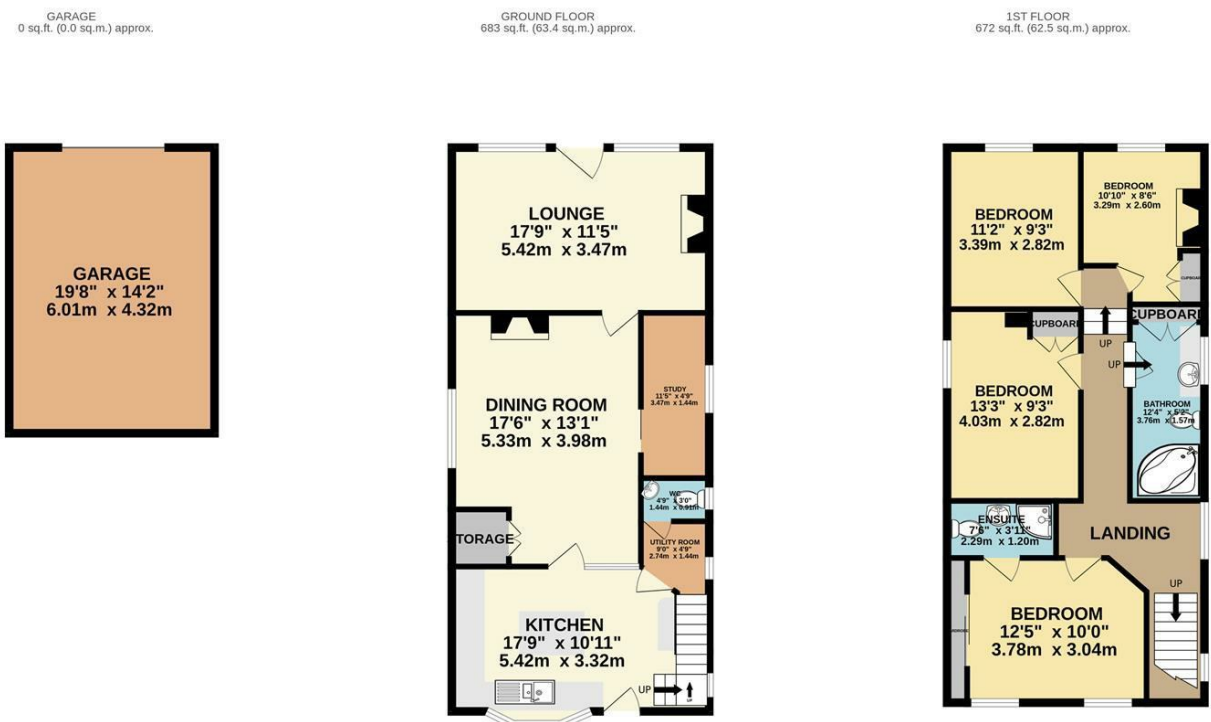 GARAGE
0 sq.ft. (0.0 sq.m.) approx.
GROUND FLOOR
683 sq.ft. (63.4 sq.m.) approx.
1ST FLOOR
672 sq.ft. (62.5 sq.m.) approx.
GARAGE
19'8" x 14'2"
6.01m x 4.32m
LOUNGE
17'9" x 11'5"
5.42m x 3.47m
DINING ROOM
17'6" x 13'1"
5.33m x 3.98m
STUDY
11'5" x 4'9"
3.47m x 1.44m
WC
4'9" x 3'0"
1.44m x 0.91m
UTILITY ROOM
9'0" x 4'9"
2.74m x 1.44m
STORAGE
KITCHEN
17'9" x 10'11"
5.42m x 3.32m
UP
UP
BEDROOM
11'2" x 9'3"
3.39m x 2.82m
BEDROOM
10'10" x 8'6"
3.29m x 2.60m
CUPBOARD
CUPBOARD
CUPBOARD
UP
UP
BEDROOM
13'3" x 9'3"
4.03m x 2.82m
BATHROOM
12'4" x 5'2"
3.76m x 1.57m
ENSUITE
7'6" x 3'11"
2.29m x 1.20m
LANDING
UP
BEDROOM
12'5" x 10'0"
3.78m x 3.04m